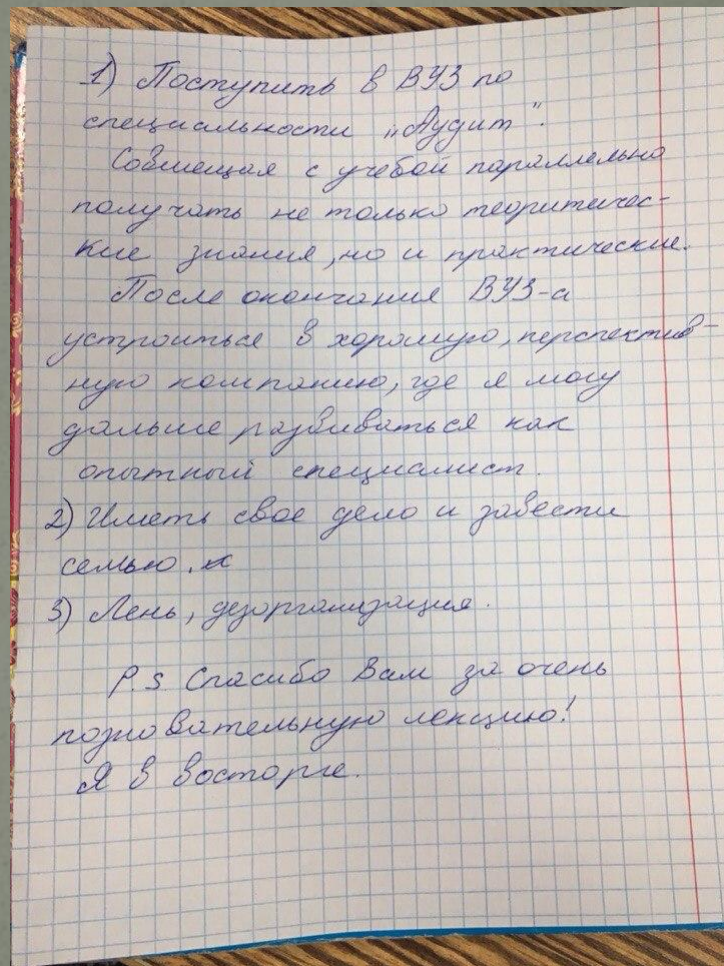 1) Поступить в ВУЗ по
специальности „Аудит".
Совмещая с учебой параллельно
получать не только теоритичес-
кие знания, но и практические.
После окончания ВУЗ-а
устроиться в хорошую, перспектив-
ную компанию, где я могу
дальше развиваться как
опытный специалист.
2) Иметь свое дело и завести
семью.
3) Лень, дезорганизация.
P.S Спасибо Вам за очень
познавательную лекцию!
Я в восторге.